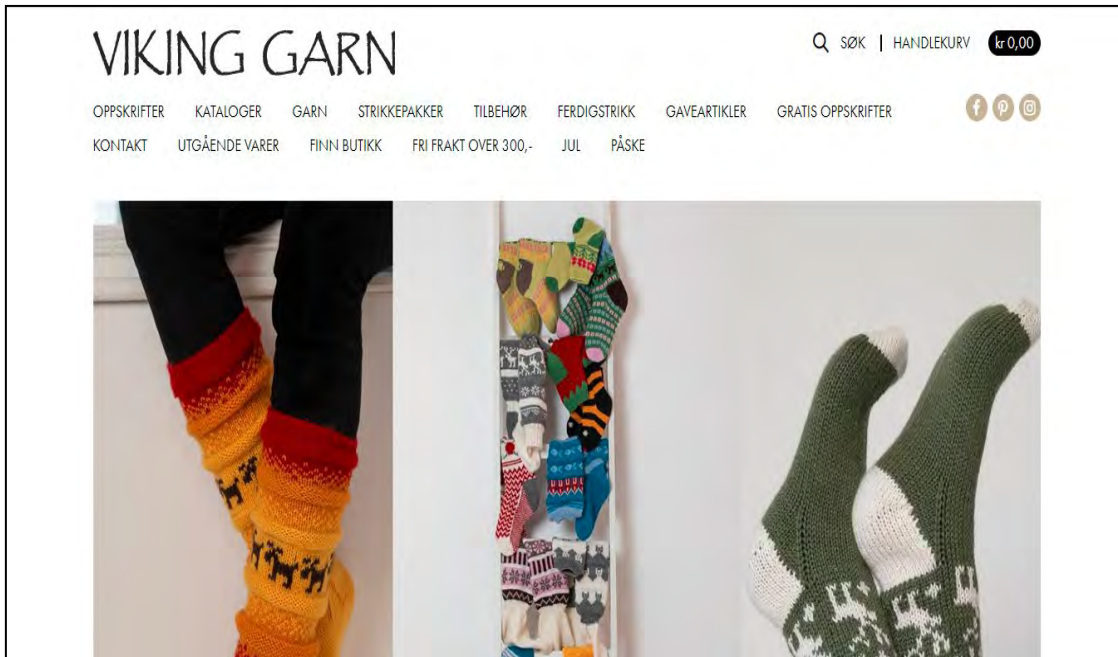 VIKING GARN
SØK | HANDLEKURV kr 0,00
OPPSKRIFTER KATALOGER GARN STRIKKEPAKKER TILBEHØR FERDIGSTRIKK GAVEARTIKLER GRATIS OPPSKRIFTER
KONTAKT UTGÅENDE VARER FINN BUTIKK FRI FRAKT OVER 300,- JUL PÅSKE